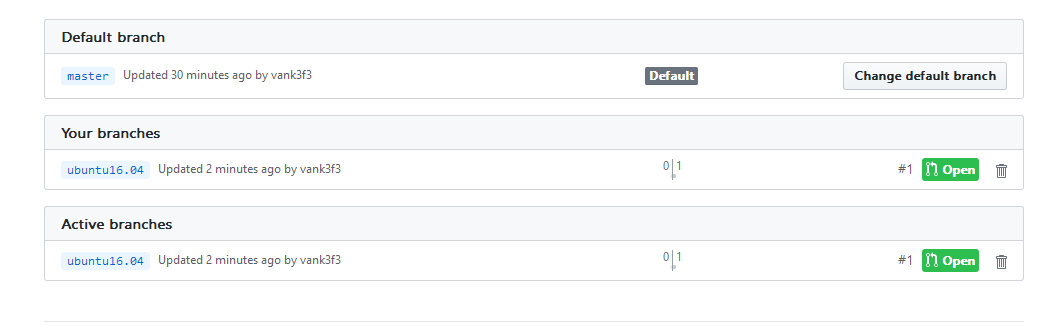 Default branch
master Updated 30 minutes ago by vank3f3 Default Change default branch
Your branches
ubuntu16.04 Updated 2 minutes ago by vank3f3 0 1 #1 Open
Active branches
ubuntu16.04 Updated 2 minutes ago by vank3f3 0 1 #1 Open